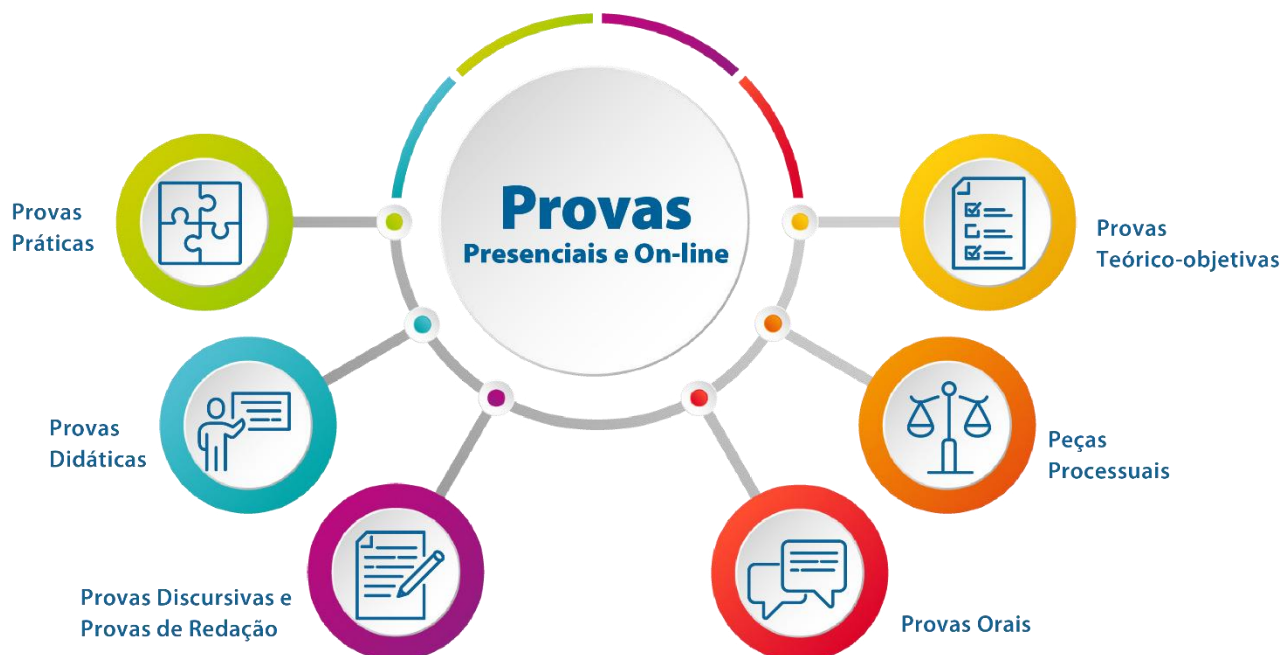 Provas
Presenciais e On-line
Provas
Práticas
Provas
Didáticas
Provas Discursivas e
Provas de Redação
Provas
Teórico-objetivas
Peças
Processuais
Provas Orais